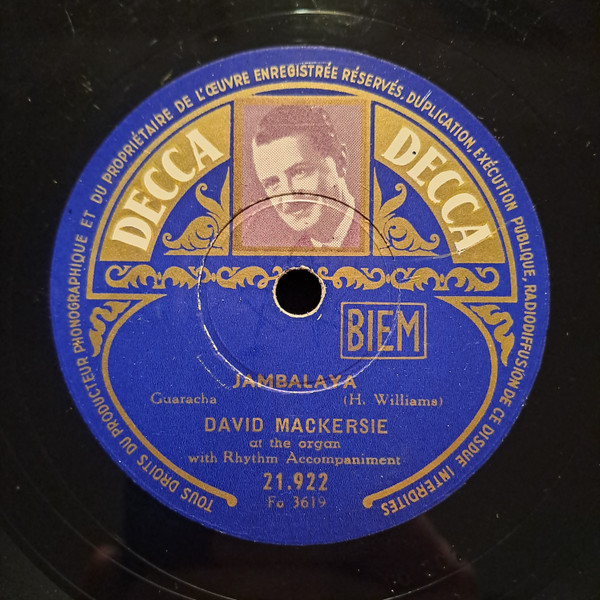 TOUS DROITS DU PRODUCTEUR PHONOGRAPHIQUE ET DU PROPRIÉTAIRE DE L'ŒUVRE ENREGISTRÉE RÉSERVÉS. DUPLICATION, EXÉCUTION PUBLIQUE, RADIODIFFUSION DE CE DISQUE INTERDITES
DECCA DECCA
BIEM
JAMBALAYA
Guaracha (H. Williams)
DAVID MACKERSIE
at the organ
with Rhythm Accompaniment
21.922
Fo 3619